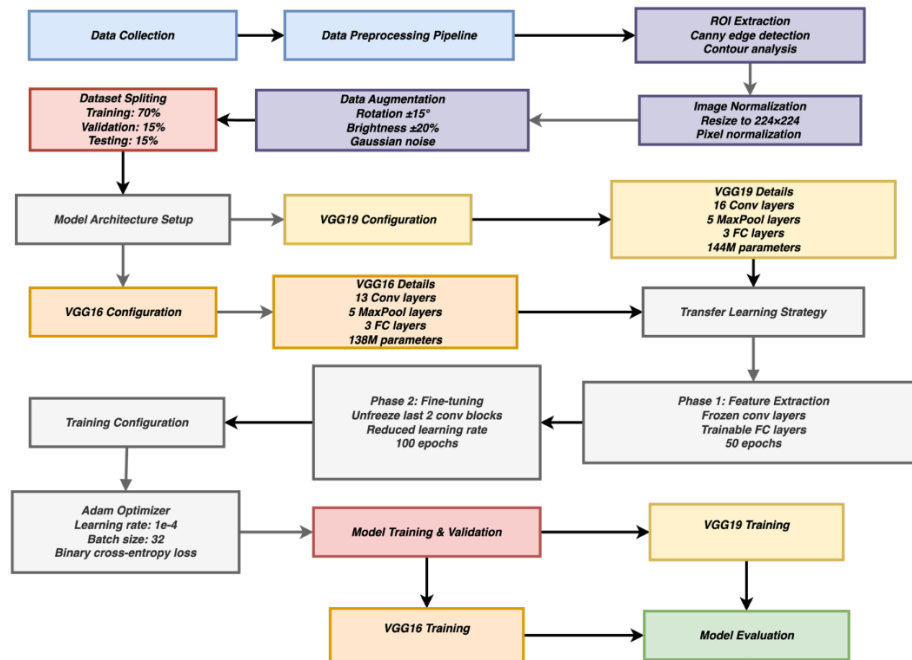 Data Collection
Data Preprocessing Pipeline
ROI Extraction
Canny edge detection
Contour analysis
Dataset Spliting
Training: 70%
Validation: 15%
Testing: 15%
Data Augmentation
Rotation ±15°
Brightness ±20%
Gaussian noise
Image Normalization
Resize to 224×224
Pixel normalization
Model Architecture Setup
VGG19 Configuration
VGG19 Details
16 Conv layers
5 MaxPool layers
3 FC layers
144M parameters
VGG16 Configuration
VGG16 Details
13 Conv layers
5 MaxPool layers
3 FC layers
138M parameters
Transfer Learning Strategy
Training Configuration
Phase 2: Fine-tuning
Unfreeze last 2 conv blocks
Reduced learning rate
100 epochs
Phase 1: Feature Extraction
Frozen conv layers
Trainable FC layers
50 epochs
Adam Optimizer
Learning rate: 1e-4
Batch size: 32
Binary cross-entropy loss
Model Training & Validation
VGG19 Training
VGG16 Training
Model Evaluation